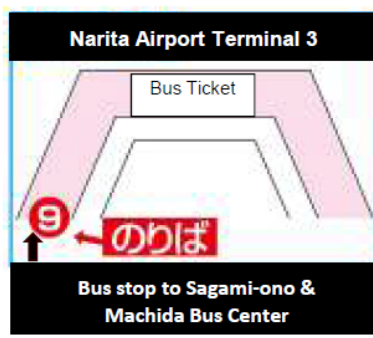 Narita Airport Terminal 3
Bus Ticket
9
のりば
Bus stop to Sagami-ono &
Machida Bus Center